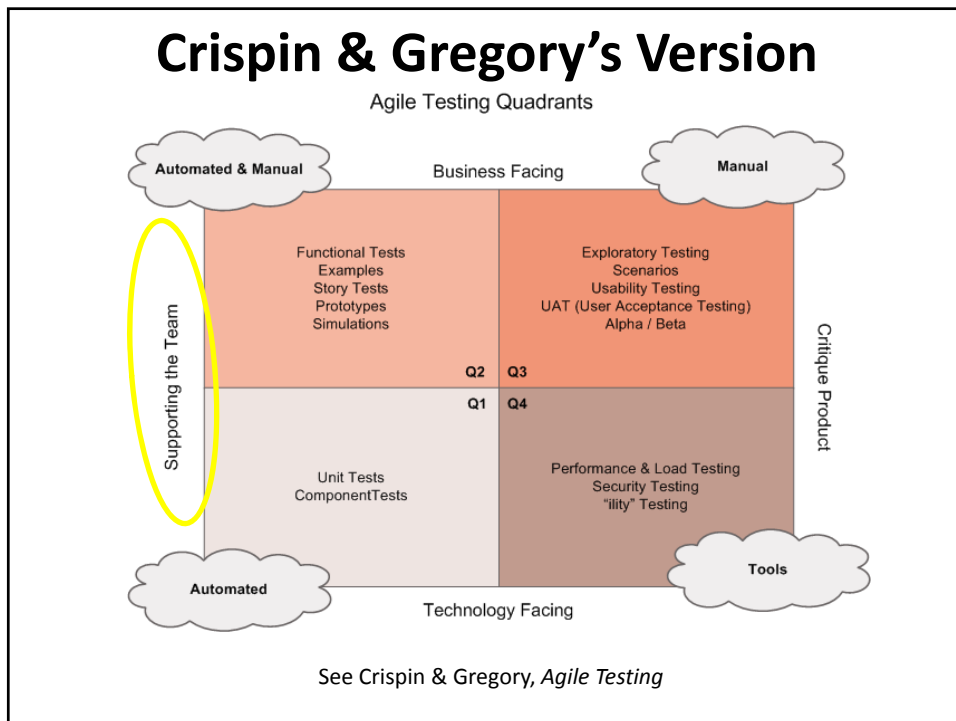 Crispin & Gregory’s Version
Agile Testing Quadrants
Automated & Manual
Business Facing
Manual
Supporting the Team
Functional Tests
Examples
Story Tests
Prototypes
Simulations
Q2
Exploratory Testing
Scenarios
Usability Testing
UAT (User Acceptance Testing)
Alpha / Beta
Q3
Critique Product
Q1
Unit Tests
ComponentTests
Q4
Performance & Load Testing
Security Testing
“ility” Testing
Automated
Technology Facing
Tools
See Crispin & Gregory, Agile Testing